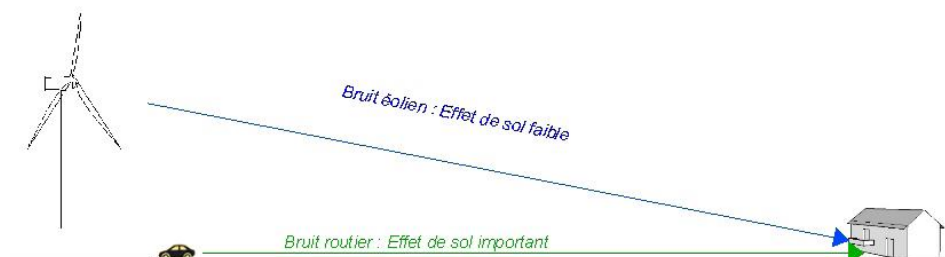 Bruit éolien : Effet de sol faible
Bruit routier : Effet de sol important